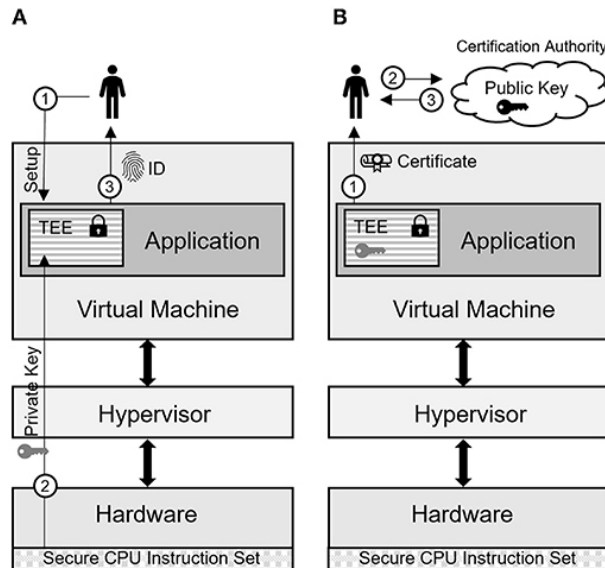 A
1
Setup
3
ID
TEE
Application
Virtual Machine
Private Key
Hypervisor
2
Hardware
Secure CPU Instruction Set
B
Certification Authority
2
3
Public Key
Certificate
1
TEE
Application
Virtual Machine
Hypervisor
Hardware
Secure CPU Instruction Set